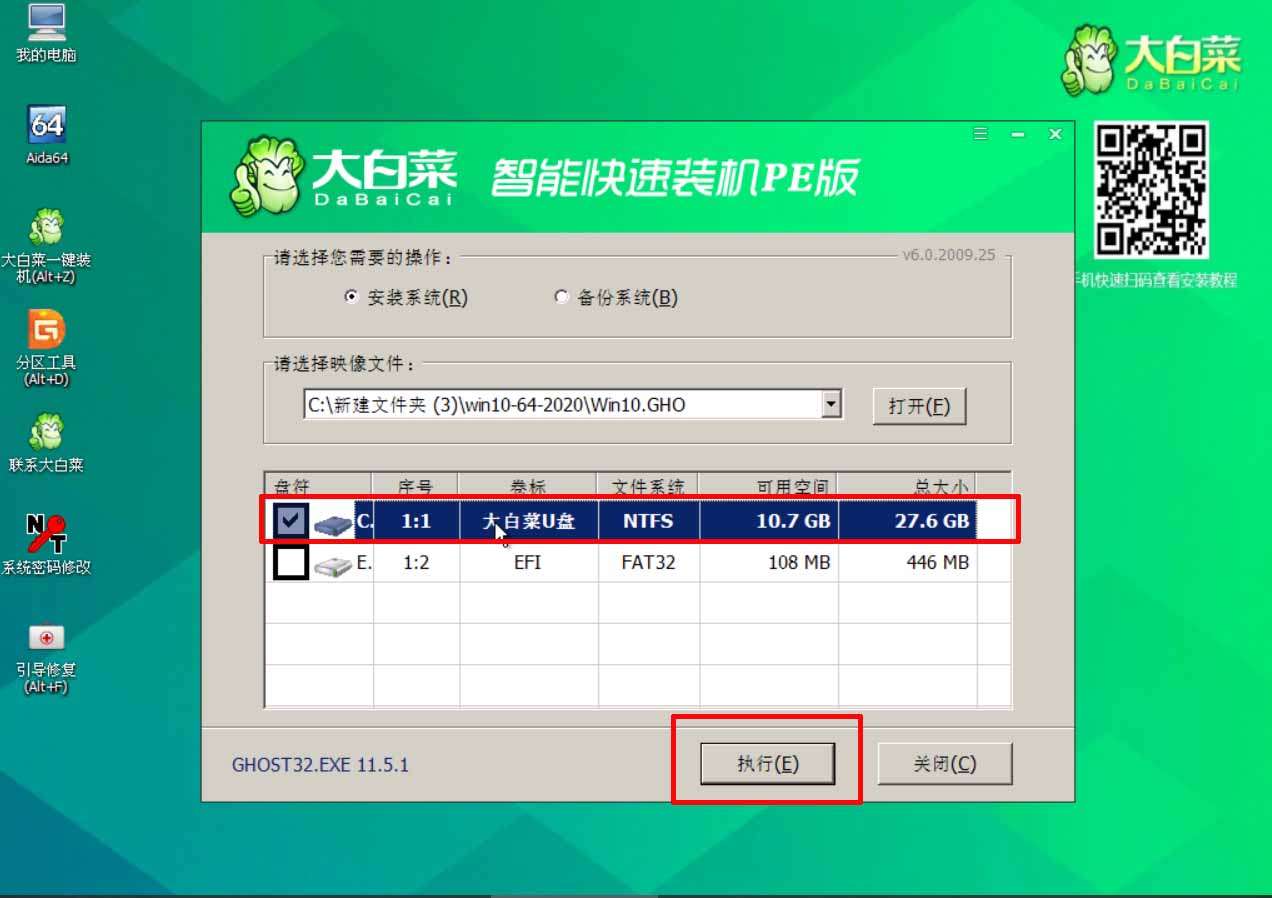 我的电脑
64
Aida64
大白菜一键装
机(Alt+Z)
分区工具
(Alt+D)
联系大白菜
NT
系统密码修改
引导修复
(Alt+F)
大白菜
DaBaiCai
手机快速扫码查看安装教程
大白菜
DaBaiCai
智能快速装机PE版
请选择您需要的操作：
v6.0.2009.25
安装系统(R) 备份系统(B)
请选择映像文件：
C:\新建文件夹 (3)\win10-64-2020\Win10.GHO
打开(F)
盘符 序号 卷标 文件系统 可用空间 总大小
C. 1:1 大白菜U盘 NTFS 10.7 GB 27.6 GB
E. 1:2 EFI FAT32 108 MB 446 MB
GHOST32.EXE 11.5.1
执行(E)
关闭(C)